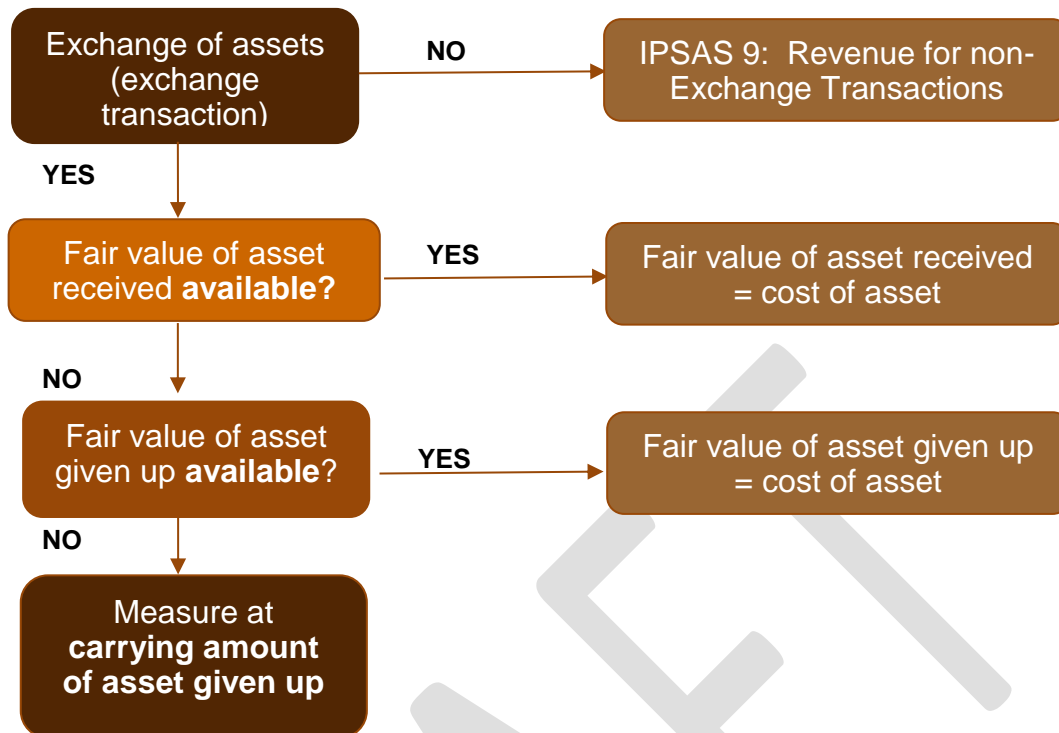 Exchange of assets
(exchange
transaction)
NO
IPSAS 9:  Revenue for non-
Exchange Transactions
YES
Fair value of asset
received available?
YES
Fair value of asset received
= cost of asset
NO
Fair value of asset
given up available?
YES
Fair value of asset given up
= cost of asset
NO
Measure at
carrying amount
of asset given up